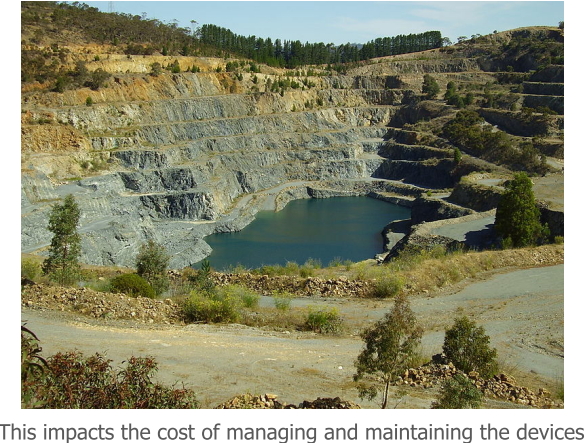 This impacts the cost of managing and maintaining the devices